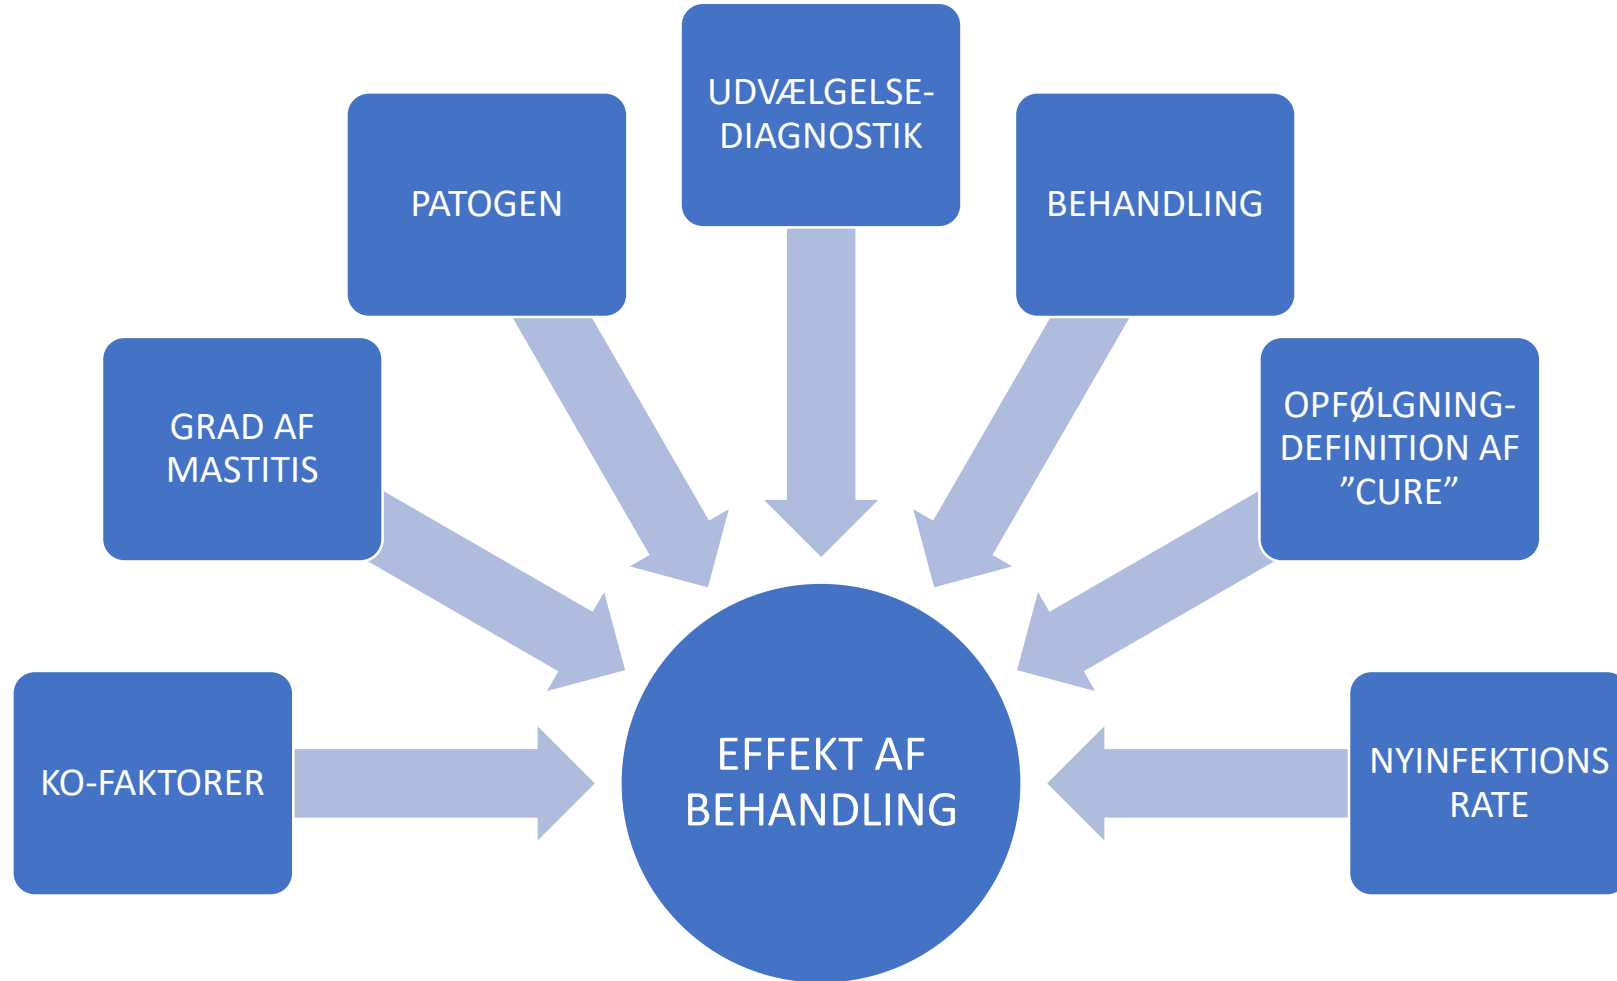 UDVÆLGELSE-
DIAGNOSTIK
PATOGEN
BEHANDLING
GRAD AF
MASTITIS
OPFØLGNING-
DEFINITION AF
”CURE”
KO-FAKTORER
EFFEKT AF
BEHANDLING
NYINFEKTIONS
RATE